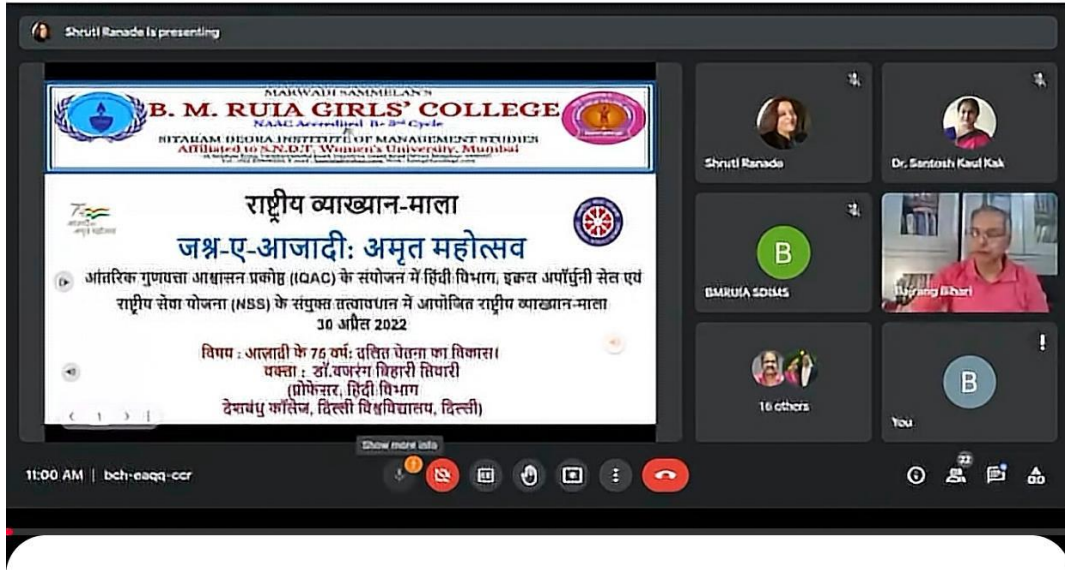 Shruti Ranade is presenting
MARWADI SAMMELAN'S
B. M. RUIA GIRLS' COLLEGE
NAAC Accredited B+ 3rd Cycle
SITARAM DEORA INSTITUTE OF MANAGEMENT STUDIES
Affiliated to S.N.D.T. Women's University, Mumbai
राष्ट्रीय व्याख्यान-माला
जश्न-ए-आजादी: अमृत महोत्सव
आंतरिक गुणवत्ता आश्वासन प्रकोष्ठ (IQAC) के संयोजन में हिंदी विभाग, इकल अपॉर्चुनी सेल एवं
राष्ट्रीय सेवा योजना (NSS) के संयुक्त तत्वावधान में आयोजित राष्ट्रीय व्याख्यान-माला
30 अप्रैल 2022
विषय : आज़ादी के 75 वर्ष: दलित चेतना का विकास।
वक्ता : डॉ.बजरंग बिहारी तिवारी
(प्रोफेसर, हिंदी विभाग
देशबंधु कॉलेज, दिल्ली विश्वविद्यालय, दिल्ली)
1
Shruti Ranade
Dr. Santosh Kaul Kak
B
BMRUIA SDIMS
Bajrang Bihari
16 others
B
You
Show more info
11:00 AM | bch-eaqq-ccr
22